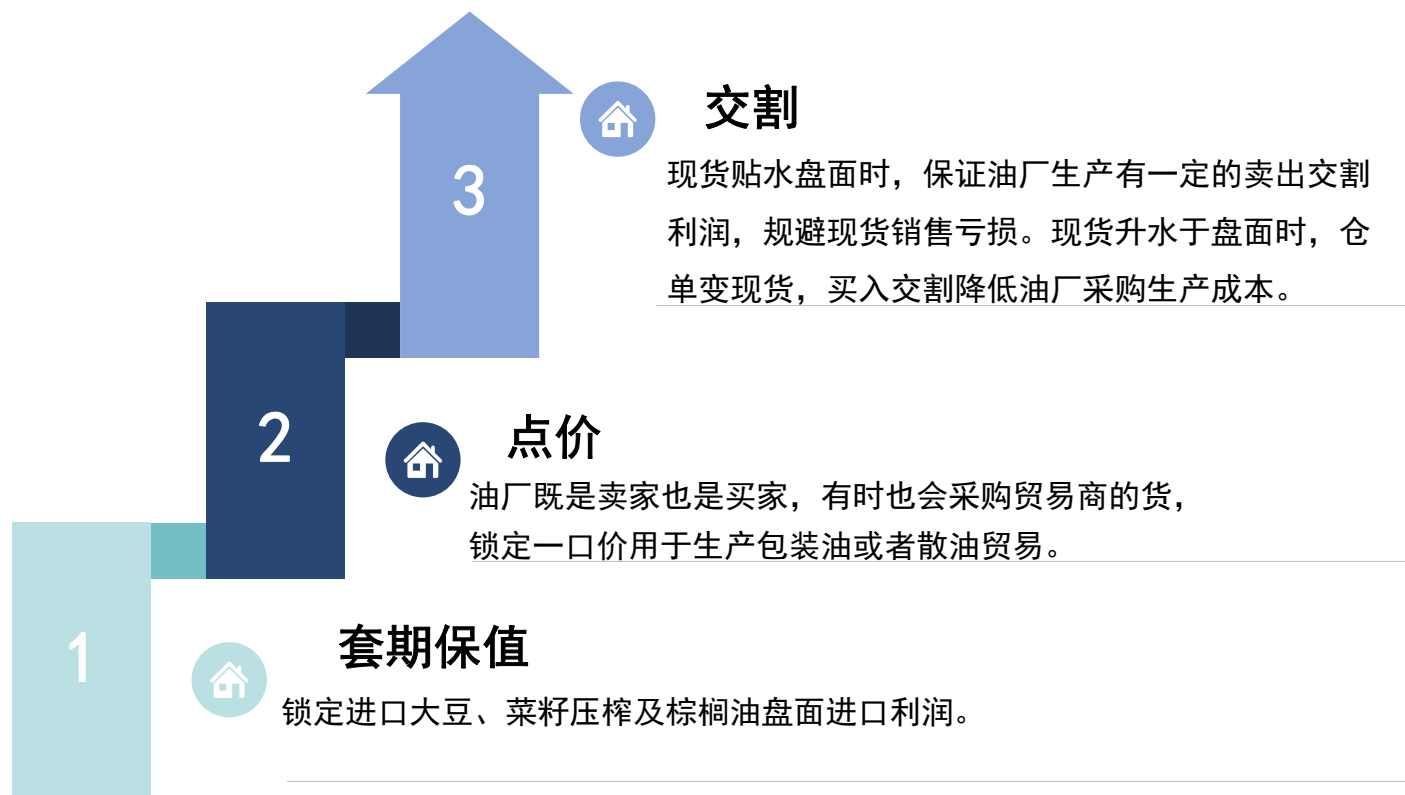 3
交割
现货贴水盘面时，保证油厂生产有一定的卖出交割
利润，规避现货销售亏损。现货升水于盘面时，仓
单变现货，买入交割降低油厂采购生产成本。
2
点价
油厂既是卖家也是买家，有时也会采购贸易商的货，
锁定一口价用于生产包装油或者散油贸易。
1
套期保值
锁定进口大豆、菜籽压榨及棕榈油盘面进口利润。